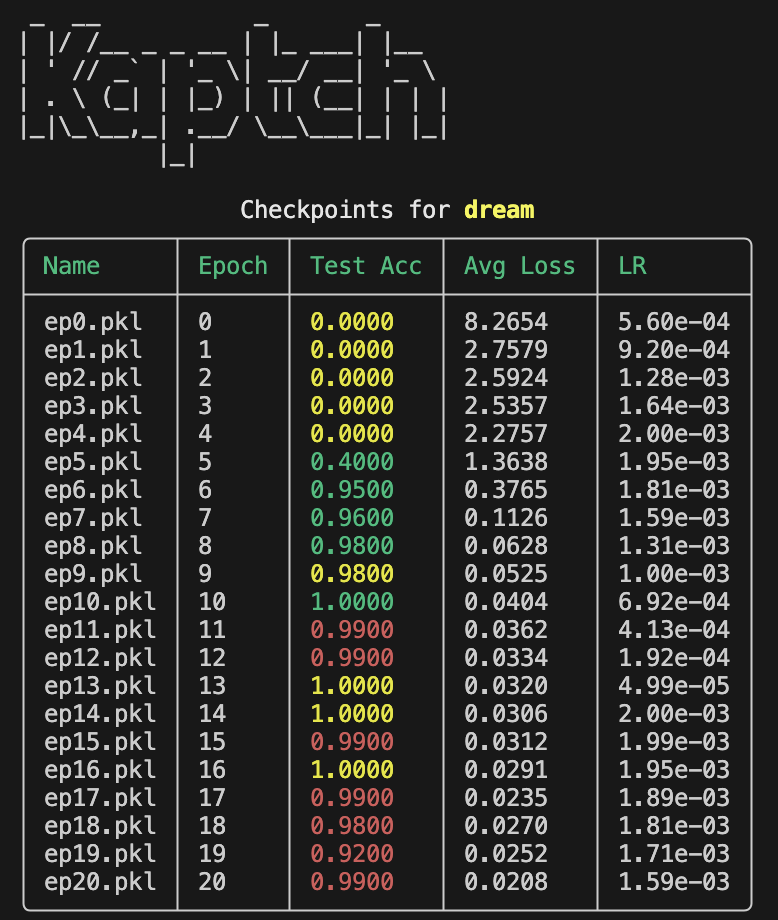 Kaptch
Checkpoints for dream
Name Epoch Test Acc Avg Loss LR
ep0.pkl 0 0.0000 8.2654 5.60e-04
ep1.pkl 1 0.0000 2.7579 9.20e-04
ep2.pkl 2 0.0000 2.5924 1.28e-03
ep3.pkl 3 0.0000 2.5357 1.64e-03
ep4.pkl 4 0.0000 2.2757 2.00e-03
ep5.pkl 5 0.4000 1.3638 1.95e-03
ep6.pkl 6 0.9500 0.3765 1.81e-03
ep7.pkl 7 0.9600 0.1126 1.59e-03
ep8.pkl 8 0.9800 0.0628 1.31e-03
ep9.pkl 9 0.9800 0.0525 1.00e-03
ep10.pkl 10 1.0000 0.0404 6.92e-04
ep11.pkl 11 0.9900 0.0362 4.13e-04
ep12.pkl 12 0.9900 0.0334 1.92e-04
ep13.pkl 13 1.0000 0.0320 4.99e-05
ep14.pkl 14 1.0000 0.0306 2.00e-03
ep15.pkl 15 0.9900 0.0312 1.99e-03
ep16.pkl 16 1.0000 0.0291 1.95e-03
ep17.pkl 17 0.9900 0.0235 1.89e-03
ep18.pkl 18 0.9800 0.0270 1.81e-03
ep19.pkl 19 0.9200 0.0252 1.71e-03
ep20.pkl 20 0.9900 0.0208 1.59e-03